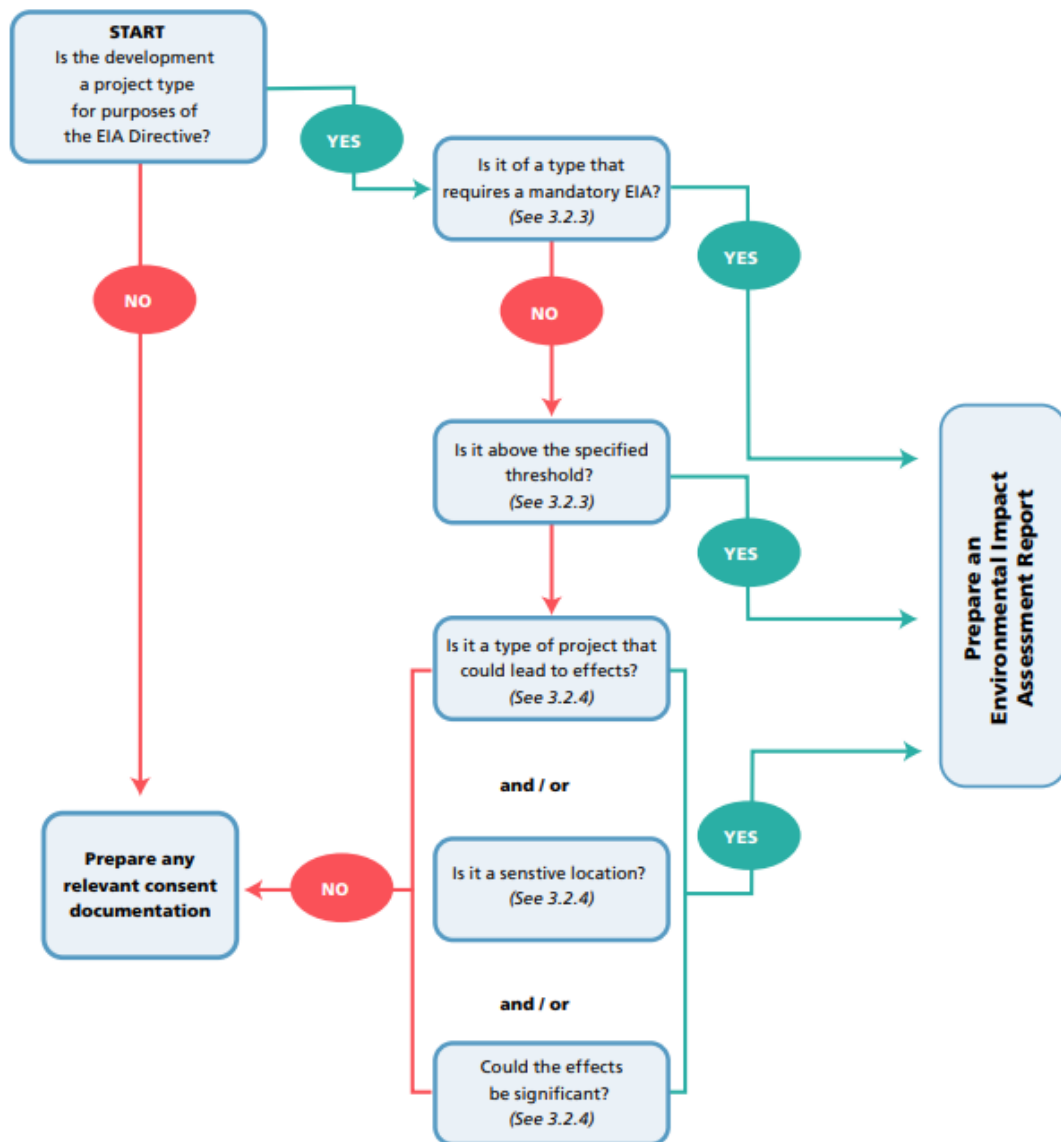 START
Is the development
a project type
for purposes of
the EIA Directive?
YES
Is it of a type that
requires a mandatory EIA?
(See 3.2.3)
YES
NO
NO
Is it above the specified
threshold?
(See 3.2.3)
YES
Prepare an
Environmental Impact
Assessment Report
Is it a type of project that
could lead to effects?
(See 3.2.4)
and / or
Prepare any
relevant consent
documentation
NO
Is it a senstive location?
(See 3.2.4)
YES
and / or
Could the effects
be significant?
(See 3.2.4)